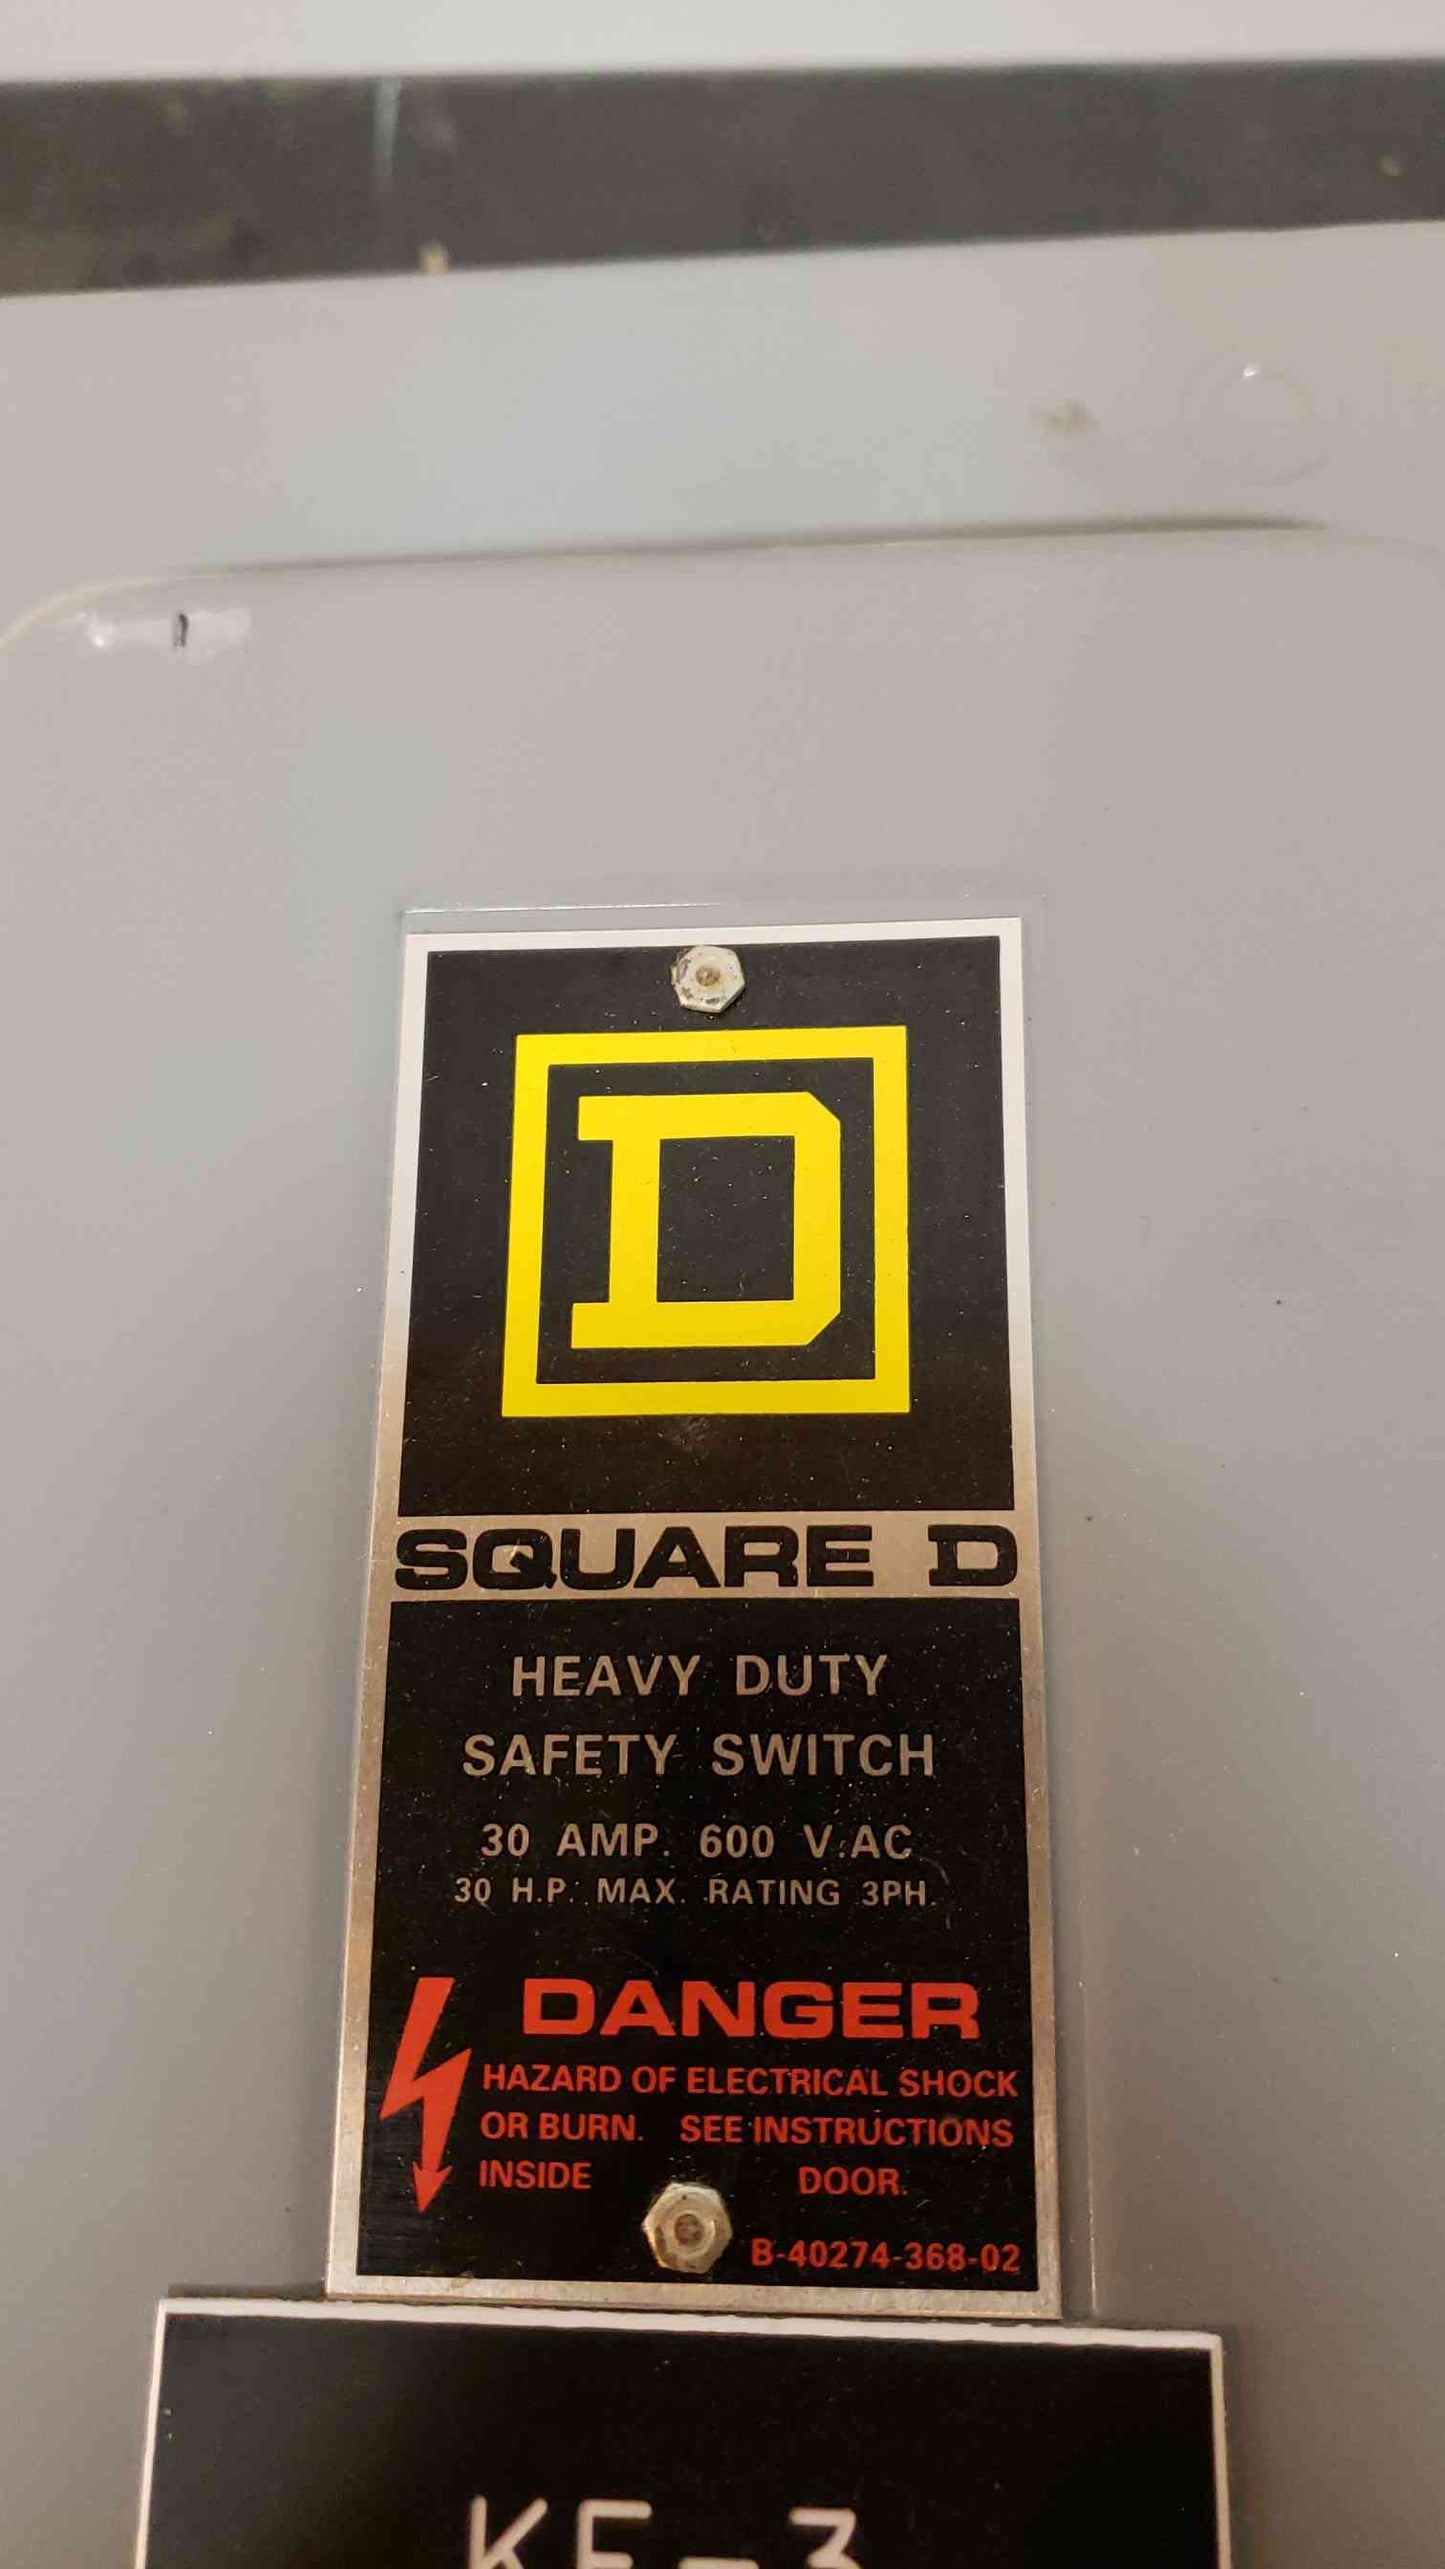 D
SQUARE D
HEAVY DUTY
SAFETY SWITCH
30 AMP. 600 V.AC
30 H.P. MAX. RATING 3PH.
DANGER
HAZARD OF ELECTRICAL SHOCK
OR BURN. SEE INSTRUCTIONS
INSIDE DOOR.
B-40274-368-02